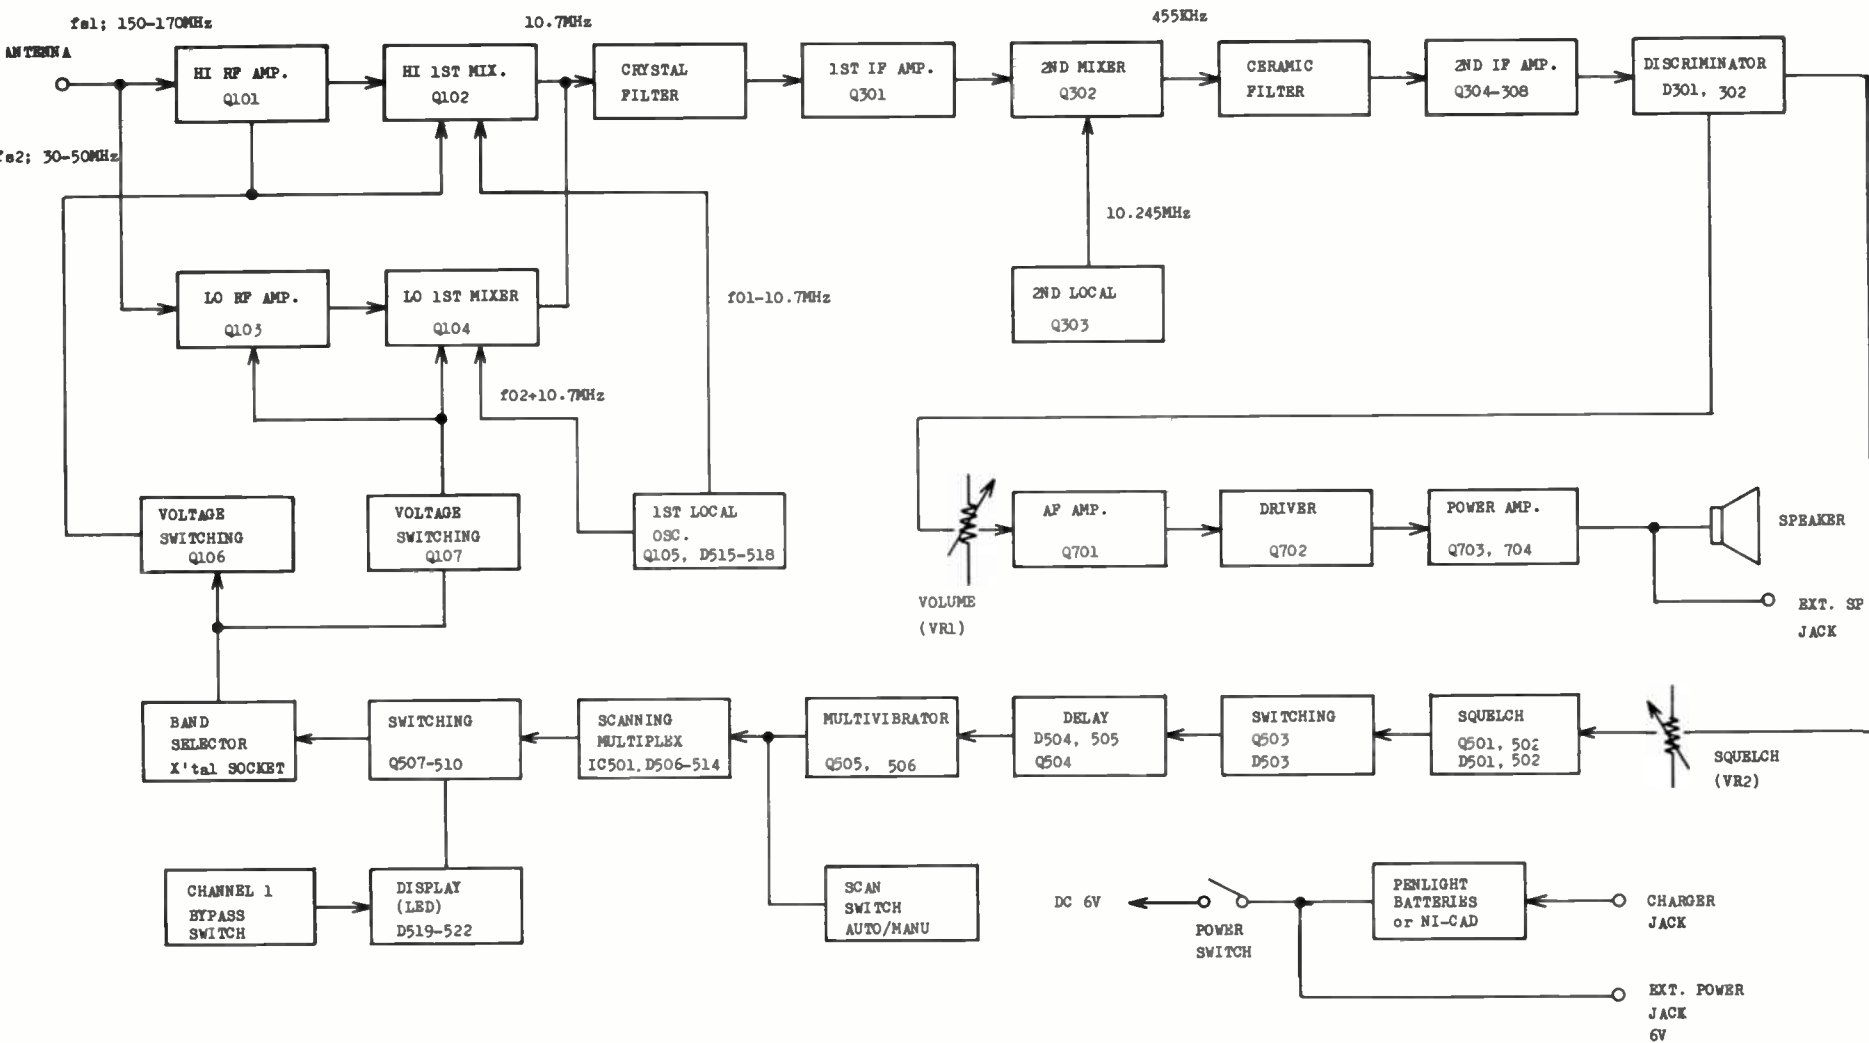 fs1; 150-170MHz
10.7MHz
455KHz
ANTENNA
HI RF AMP.
Q101
HI 1ST MIX.
Q102
CRYSTAL
FILTER
1ST IF AMP.
Q301
2ND MIXER
Q302
CERAMIC
FILTER
2ND IF AMP.
Q304-308
DISCRIMINATOR
D301, 302
fs2; 30-50MHz
10.245MHz
LO RF AMP.
Q103
LO 1ST MIXER
Q104
f01-10.7MHz
2ND LOCAL
Q303
f02+10.7MHz
VOLTAGE
SWITCHING
Q106
VOLTAGE
SWITCHING
Q107
1ST LOCAL
OSC.
Q105, D515-518
VOLUME
(VR1)
AF AMP.
Q701
DRIVER
Q702
POWER AMP.
Q703, 704
SPEAKER
EXT. SP
JACK
BAND
SELECTOR
X'tal SOCKET
SWITCHING
Q507-510
SCANNING
MULTIPLEX
IC501, D506-514
MULTIVIBRATOR
Q505, 506
DELAY
D504, 505
Q504
SWITCHING
Q503
D503
SQUELCH
Q501, 502
D501, 502
SQUELCH
(VR2)
CHANNEL 1
BYPASS
SWITCH
DISPLAY
(LED)
D519-522
SCAN
SWITCH
AUTO/MANU
DC 6V
POWER
SWITCH
PENLIGHT
BATTERIES
or NI-CAD
CHARGER
JACK
EXT. POWER
JACK
6V